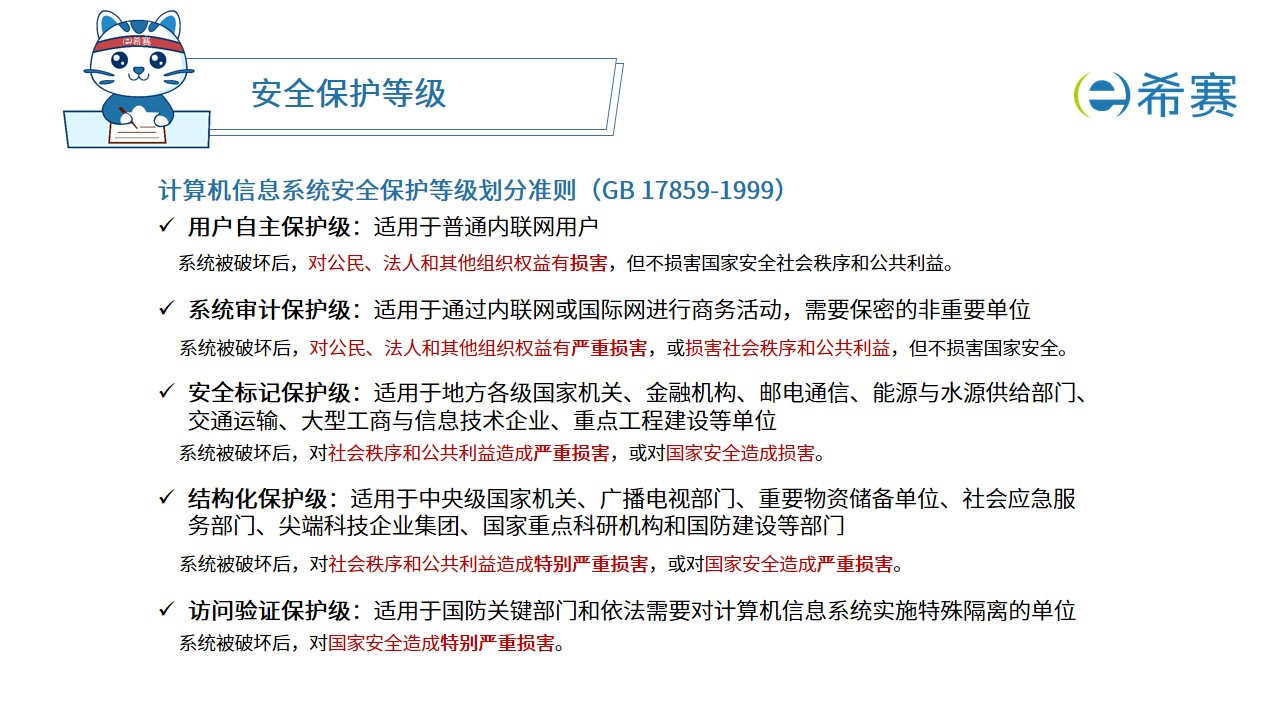 希赛
安全保护等级
希赛
计算机信息系统安全保护等级划分准则（GB 17859-1999）
✓ 用户自主保护级：适用于普通内联网用户
系统被破坏后，对公民、法人和其他组织权益有损害，但不损害国家安全社会秩序和公共利益。
✓ 系统审计保护级：适用于通过内联网或国际网进行商务活动，需要保密的非重要单位
系统被破坏后，对公民、法人和其他组织权益有严重损害，或损害社会秩序和公共利益，但不损害国家安全。
✓ 安全标记保护级：适用于地方各级国家机关、金融机构、邮电通信、能源与水源供给部门、
交通运输、大型工商与信息技术企业、重点工程建设等单位
系统被破坏后，对社会秩序和公共利益造成严重损害，或对国家安全造成损害。
✓ 结构化保护级：适用于中央级国家机关、广播电视部门、重要物资储备单位、社会应急服
务部门、尖端科技企业集团、国家重点科研机构和国防建设等部门
系统被破坏后，对社会秩序和公共利益造成特别严重损害，或对国家安全造成严重损害。
✓ 访问验证保护级：适用于国防关键部门和依法需要对计算机信息系统实施特殊隔离的单位
系统被破坏后，对国家安全造成特别严重损害。